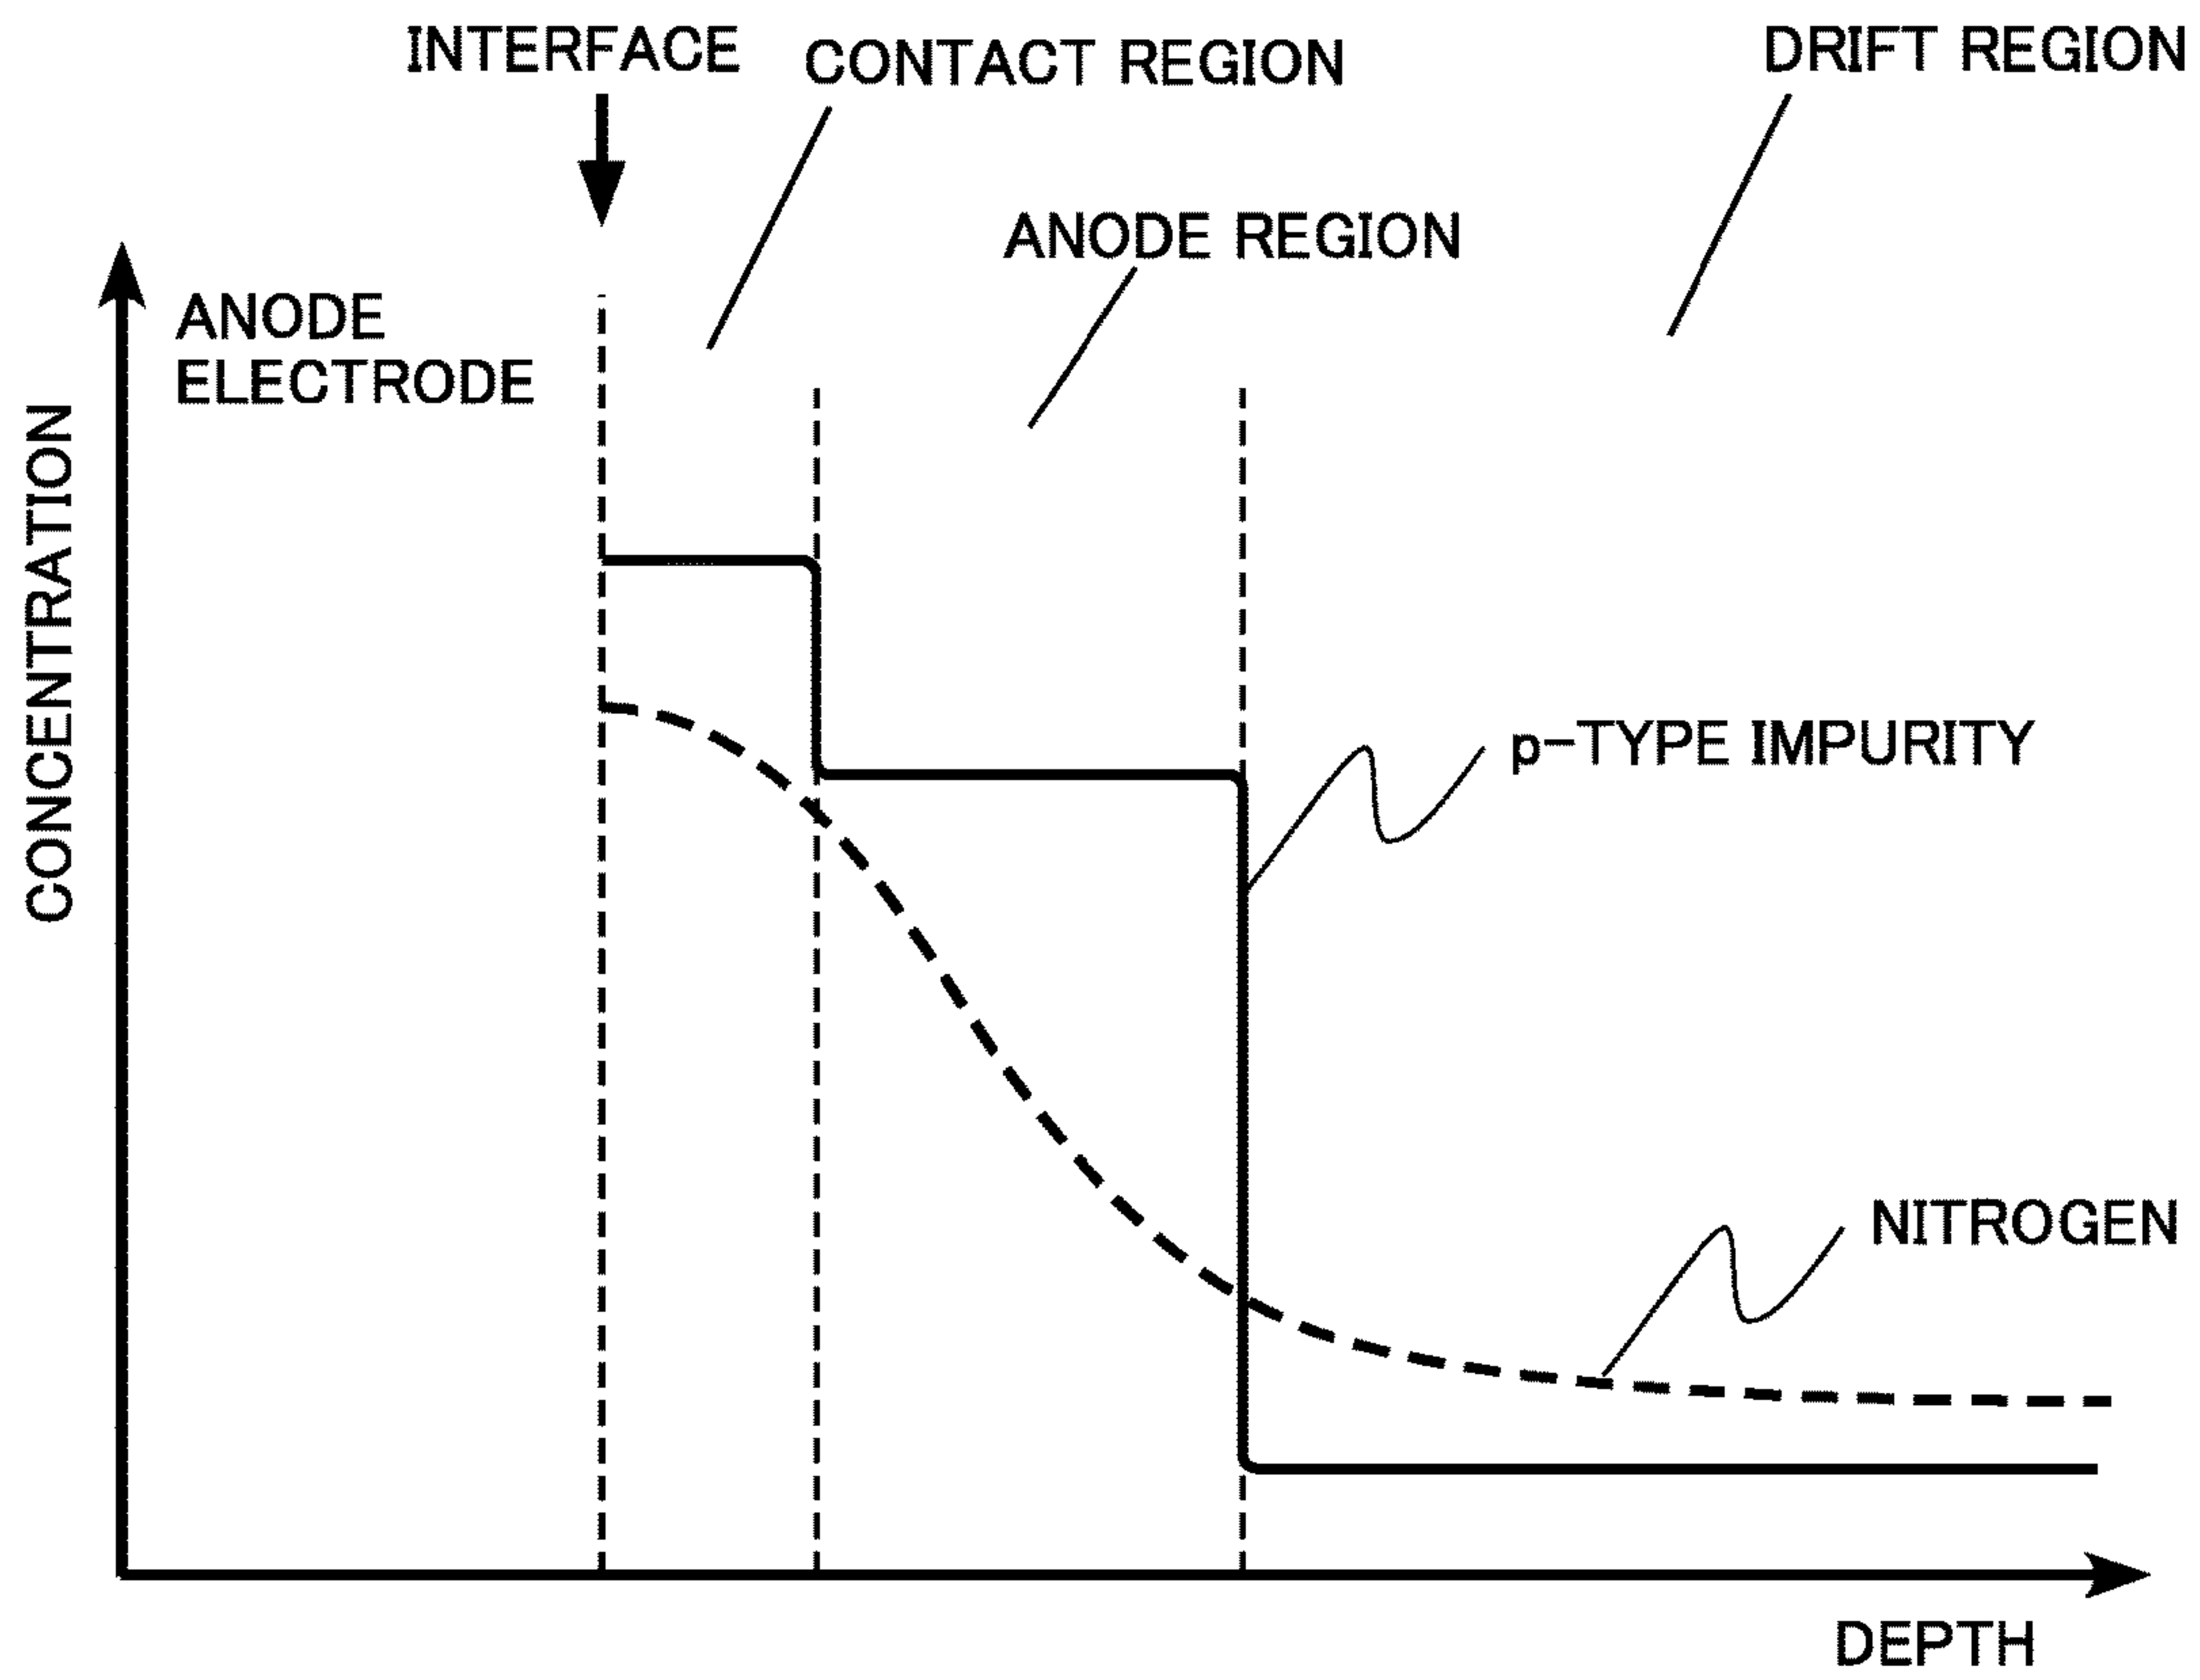 INTERFACE
CONTACT REGION
DRIFT REGION
ANODE REGION
ANODE
ELECTRODE
CONCENTRATION
p-TYPE IMPURITY
NITROGEN
DEPTH